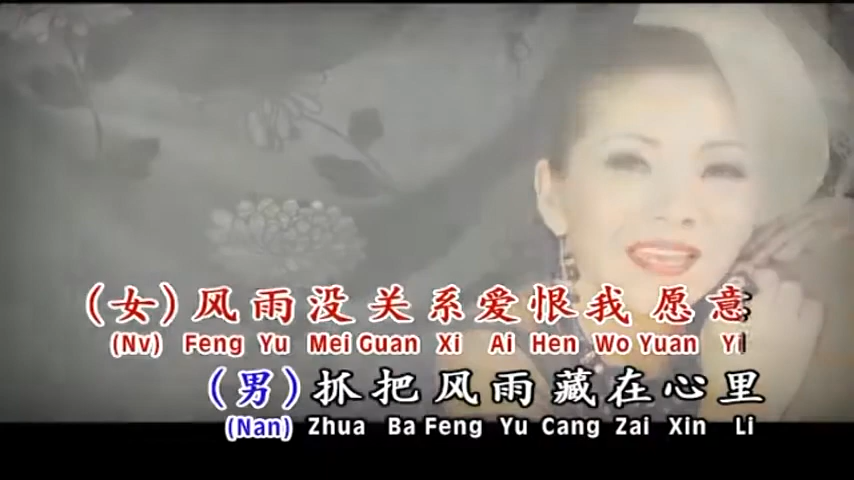 (女)风雨没关系爱恨我愿意
(Nv) Feng Yu Mei Guan Xi Ai Hen Wo Yuan Yi
(男)抓把风雨藏在心里
(Nan) Zhua Ba Feng Yu Cang Zai Xin Li